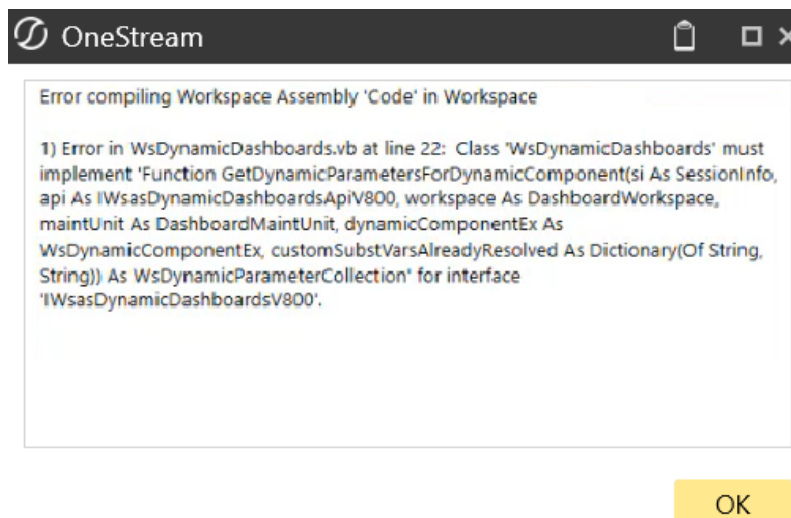 OneStream
Error compiling Workspace Assembly 'Code' in Workspace
1) Error in WsDynamicDashboards.vb at line 22: Class 'WsDynamicDashboards' must
implement 'Function GetDynamicParametersForDynamicComponent(si As SessionInfo,
api As IWsasDynamicDashboardsApiV800, workspace As DashboardWorkspace,
maintUnit As DashboardMaintUnit, dynamicComponentEx As
WsDynamicComponentEx, customSubstVarsAlreadyResolved As Dictionary(Of String,
String)) As WsDynamicParameterCollection' for interface
'IWsasDynamicDashboardsV800'.
OK